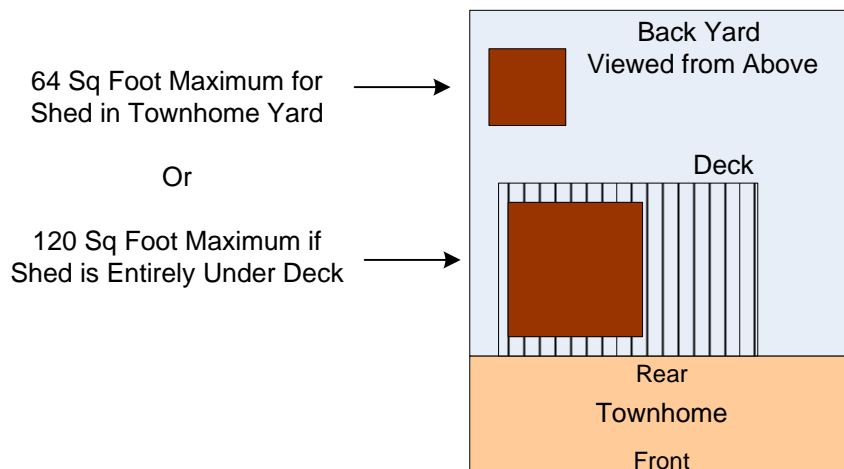 64 Sq Foot Maximum for
Shed in Townhome Yard
Or
120 Sq Foot Maximum if
Shed is Entirely Under Deck
Back Yard
Viewed from Above
Deck
Rear
Townhome
Front